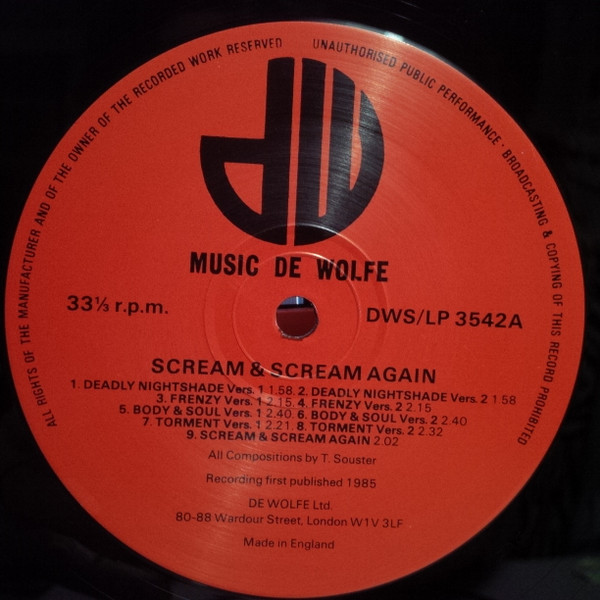 ALL RIGHTS OF THE MANUFACTURER AND OF THE OWNER OF THE RECORDED WORK RESERVED
UNAUTHORISED PUBLIC PERFORMANCE · BROADCASTING & COPYING OF THIS RECORD PROHIBITED
dW
MUSIC DE WOLFE
33⅓ r.p.m.
DWS/LP 3542A
SCREAM & SCREAM AGAIN
1. DEADLY NIGHTSHADE Vers. 1 1.58. 2. DEADLY NIGHTSHADE Vers. 2 1 58
3. FRENZY Vers. 1 2.15. 4. FRENZY Vers. 2 2.15
5. BODY & SOUL Vers. 1 2.40. 6. BODY & SOUL Vers. 2 2.40
7. TORMENT Vers. 1 2.21 8. TORMENT Vers. 2 2.32
9. SCREAM & SCREAM AGAIN 2.02
All Compositions by T. Souster
Recording first published 1985
DE WOLFE Ltd.
80-88 Wardour Street, London W1V 3LF
Made in England